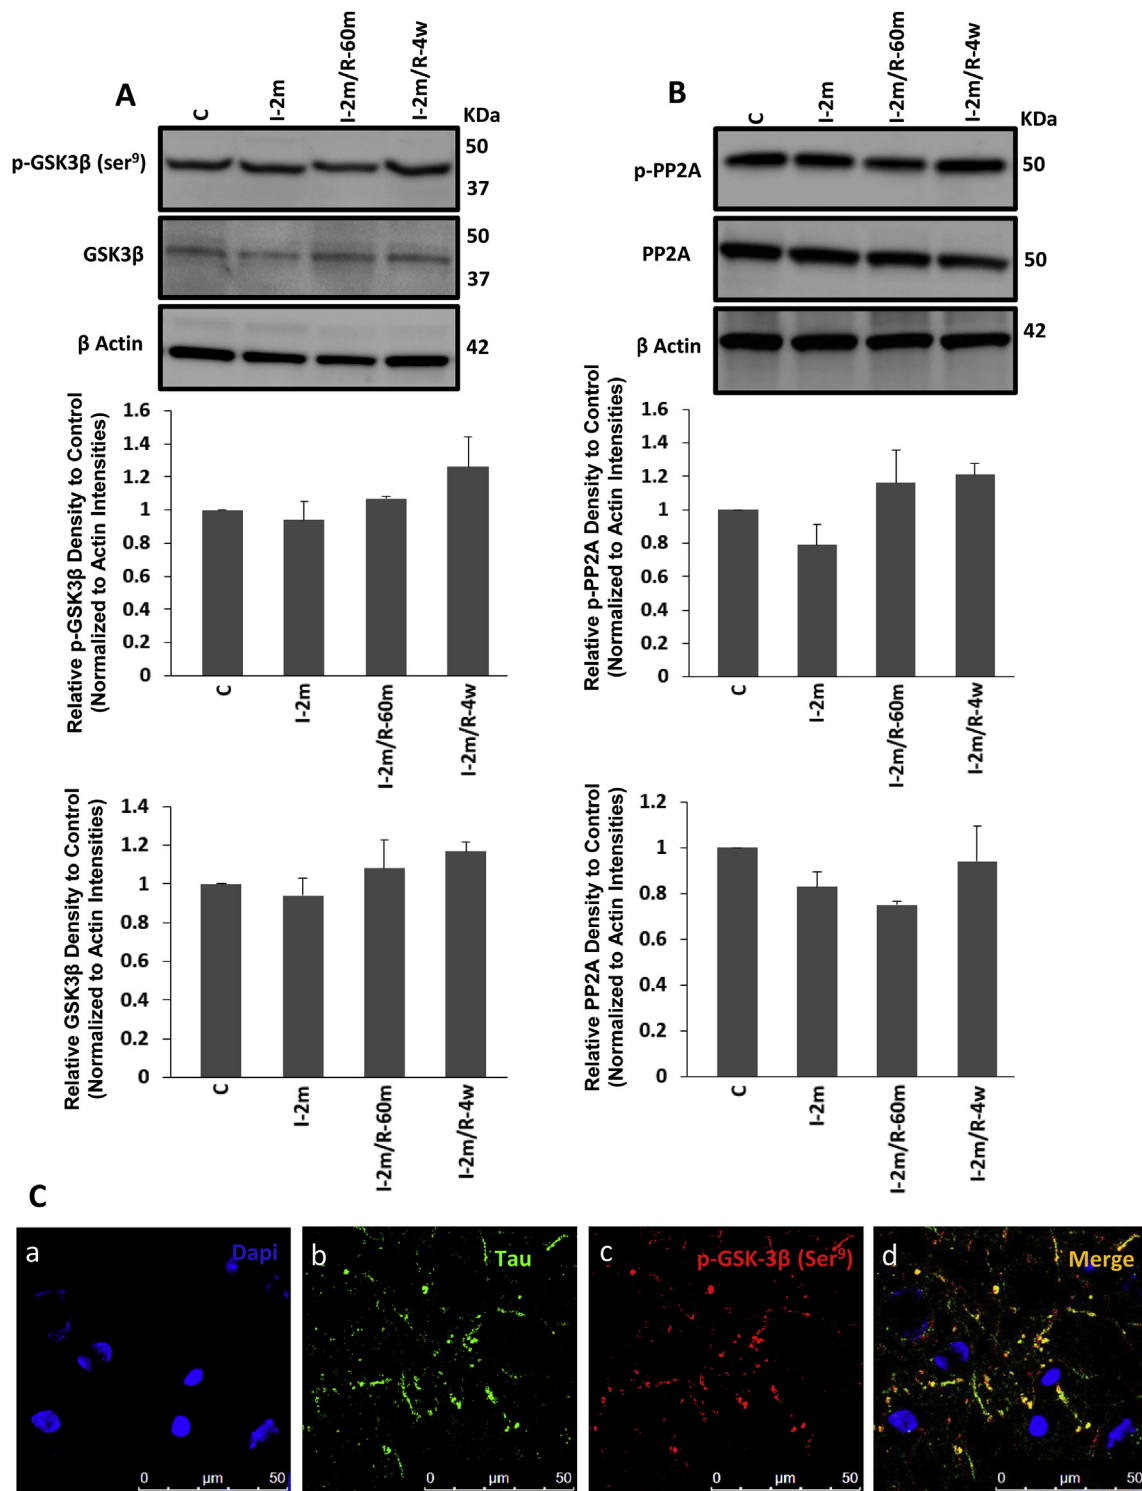 A
C
I-2m
I-2m/R-60m
I-2m/R-4w
KDa
p-GSK3β (ser⁹)
50
37
GSK3β
50
37
β Actin
42
Relative p-GSK3β Density to Control
(Normalized to Actin Intensities)
1.6
1.4
1.2
1
0.8
0.6
0.4
0.2
0
C
I-2m
I-2m/R-60m
I-2m/R-4w
Relative GSK3β Density to Control
(Normalized to Actin Intensities)
1.4
1.2
1
0.8
0.6
0.4
0.2
0
C
I-2m
I-2m/R-60m
I-2m/R-4w
B
C
I-2m
I-2m/R-60m
I-2m/R-4w
KDa
p-PP2A
50
PP2A
50
β Actin
42
Relative p-PP2A Density to Control
(Normalized to Actin Intensities)
1.6
1.4
1.2
1
0.8
0.6
0.4
0.2
0
C
I-2m
I-2m/R-60m
I-2m/R-4w
Relative PP2A Density to Control
(Normalized to Actin Intensities)
1.2
1
0.8
0.6
0.4
0.2
0
C
I-2m
I-2m/R-60m
I-2m/R-4w
C
a
Dapi
0 μm 50
b
Tau
0 μm 50
c
p-GSK-3β (Ser⁹)
0 μm 50
d
Merge
0 μm 50